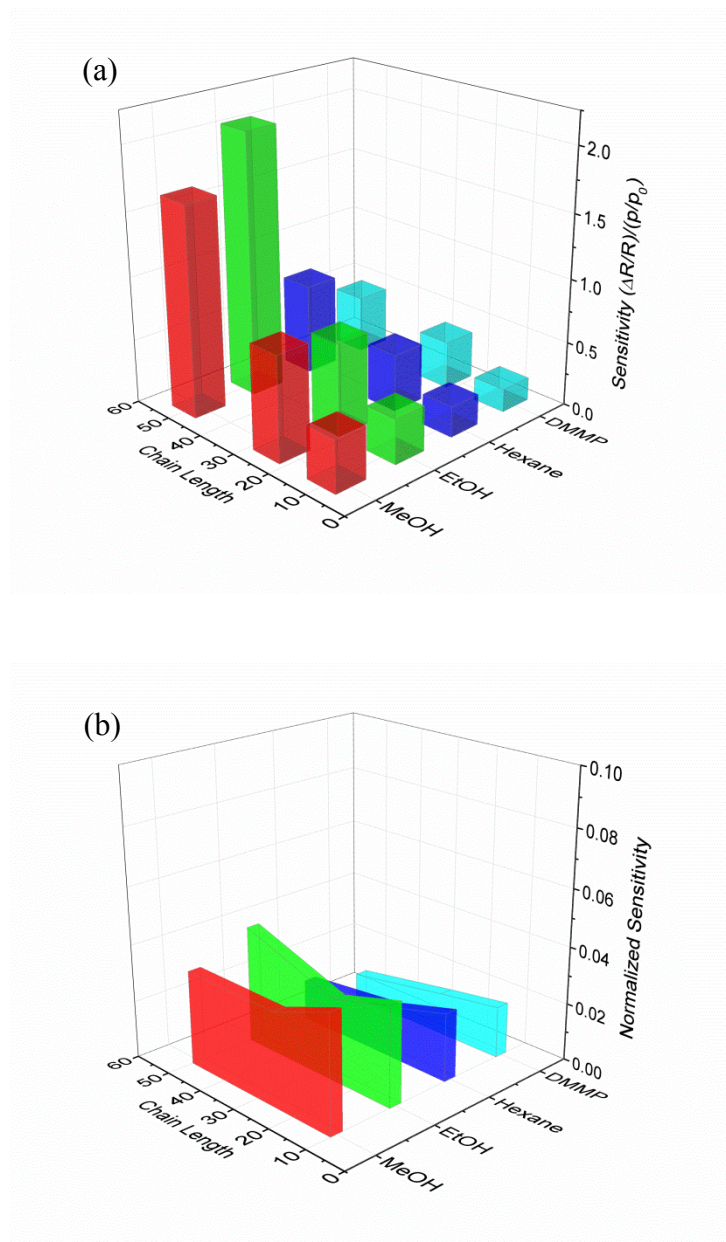 (a)
2.0
1.5
1.0
0.5
0.0
Sensitivity (ΔR/R)/(p/p₀)
60
50
40
30
20
10
0
Chain Length
MeOH
EtOH
Hexane
DMMP
(b)
0.10
0.08
0.06
0.04
0.02
0.00
Normalized Sensitivity
60
50
40
30
20
10
0
Chain Length
MeOH
EtOH
Hexane
DMMP